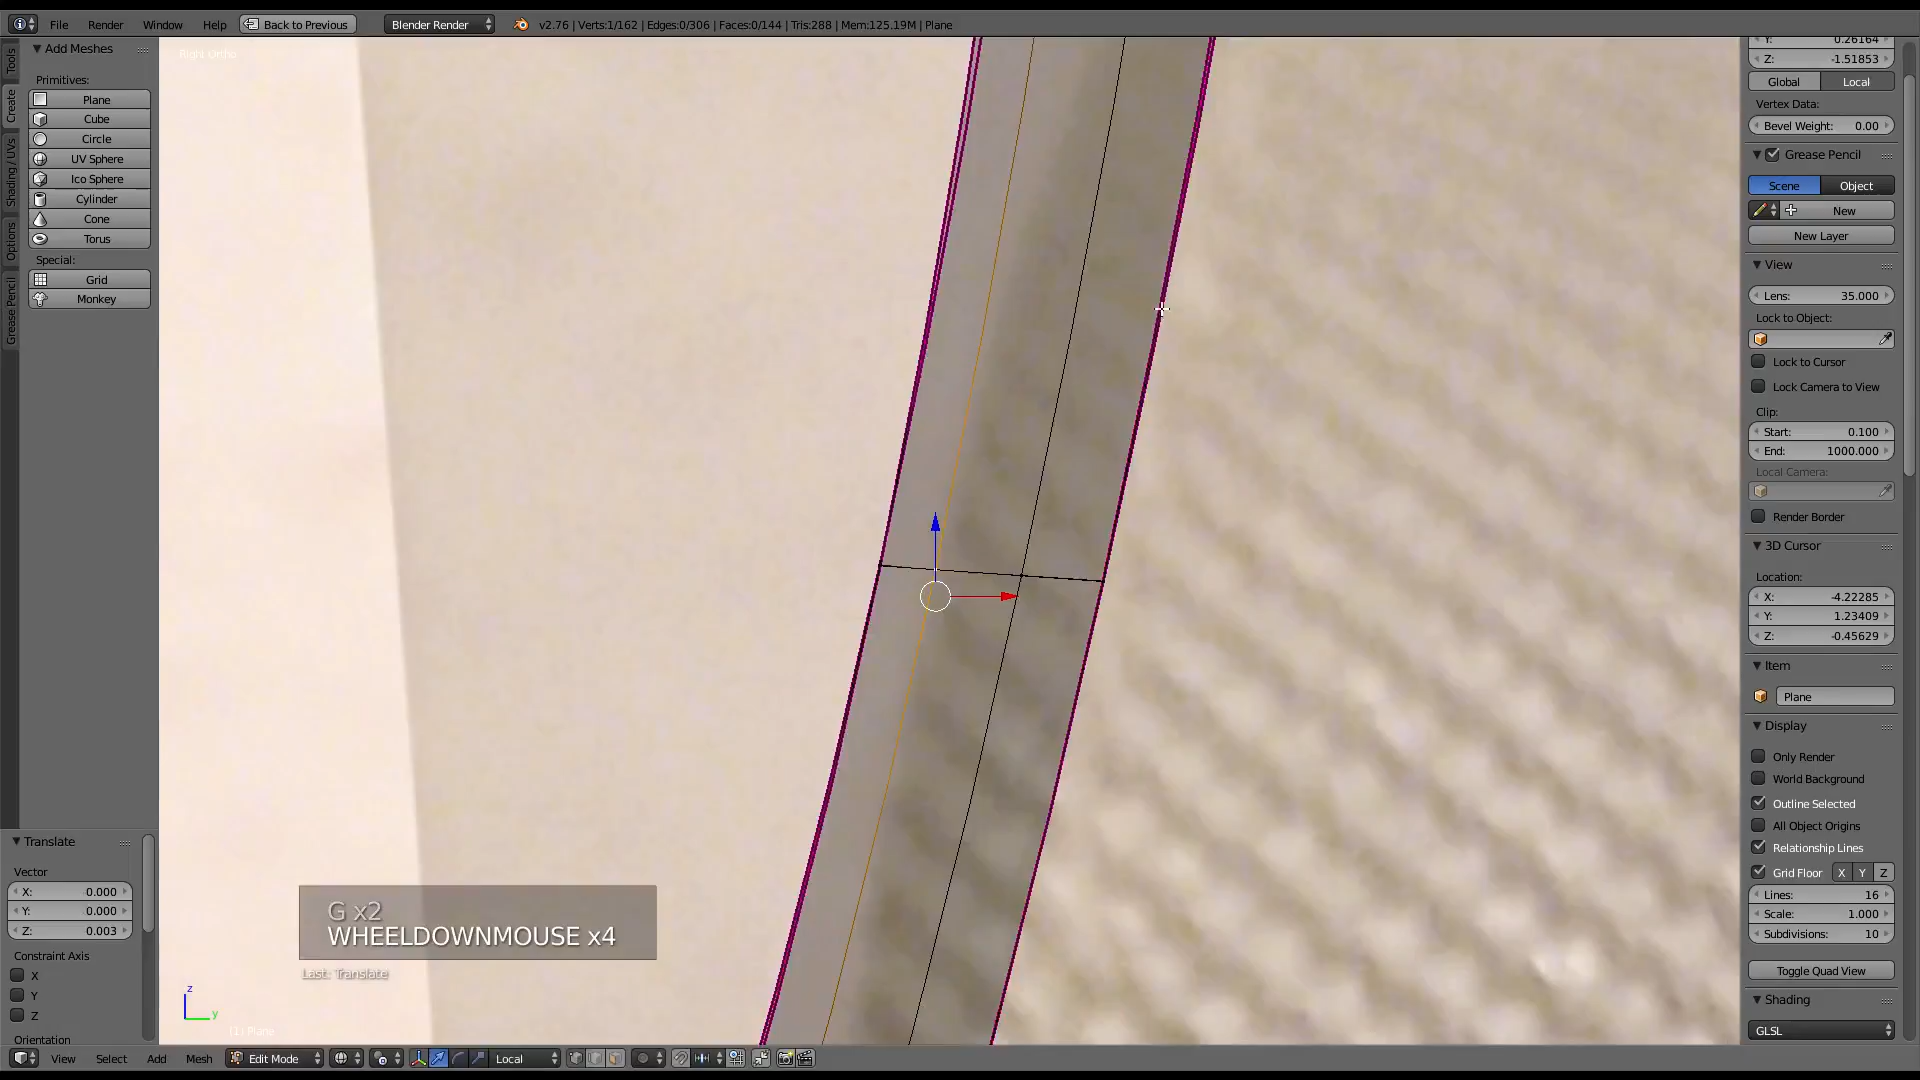 File Render Window Help Back to Previous Blender Render v2.76 | Verts:1/162 | Edges:0/306 | Faces:0/144 | Tris:288 | Mem:125.19M | Plane
Tools
Create
Shading / UVs
Options
Grease Pencil
Add Meshes
Primitives:
Plane
Cube
Circle
UV Sphere
Ico Sphere
Cylinder
Cone
Torus
Special:
Grid
Monkey
Translate
Vector
X: 0.000
Y: 0.000
Z: 0.003
Constraint Axis
X
Y
Z
Orientation
Right Ortho
G x2
WHEELDOWNMOUSE x4
Last: Translate
z
y
(1) Plane
Y: 0.26164
Z: -1.51853
Global Local
Vertex Data:
Bevel Weight: 0.00
Grease Pencil
Scene Object
New
New Layer
View
Lens: 35.000
Lock to Object:
Lock to Cursor
Lock Camera to View
Clip:
Start: 0.100
End: 1000.000
Local Camera:
Render Border
3D Cursor
Location:
X: -4.22285
Y: 1.23409
Z: -0.45629
Item
Plane
Display
Only Render
World Background
Outline Selected
All Object Origins
Relationship Lines
Grid Floor X Y Z
Lines: 16
Scale: 1.000
Subdivisions: 10
Toggle Quad View
Shading
GLSL
View Select Add Mesh Edit Mode Local